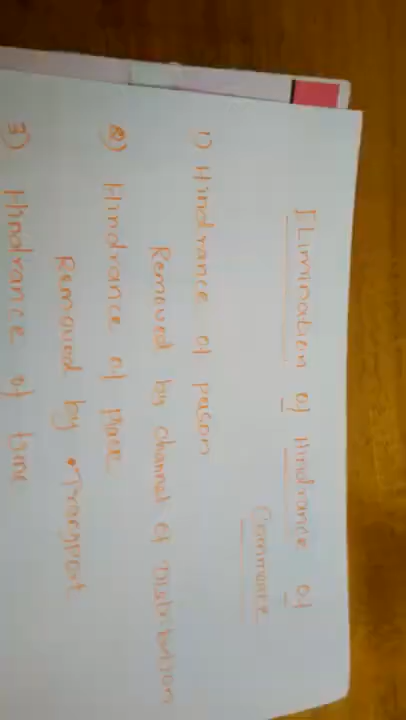 Elimination of Hindrance of
Commerce
1) Hindrance of pecon
Removed by channel of Distribution
2) Hindrance of place
Removed by Transport
3) Hindrance of time